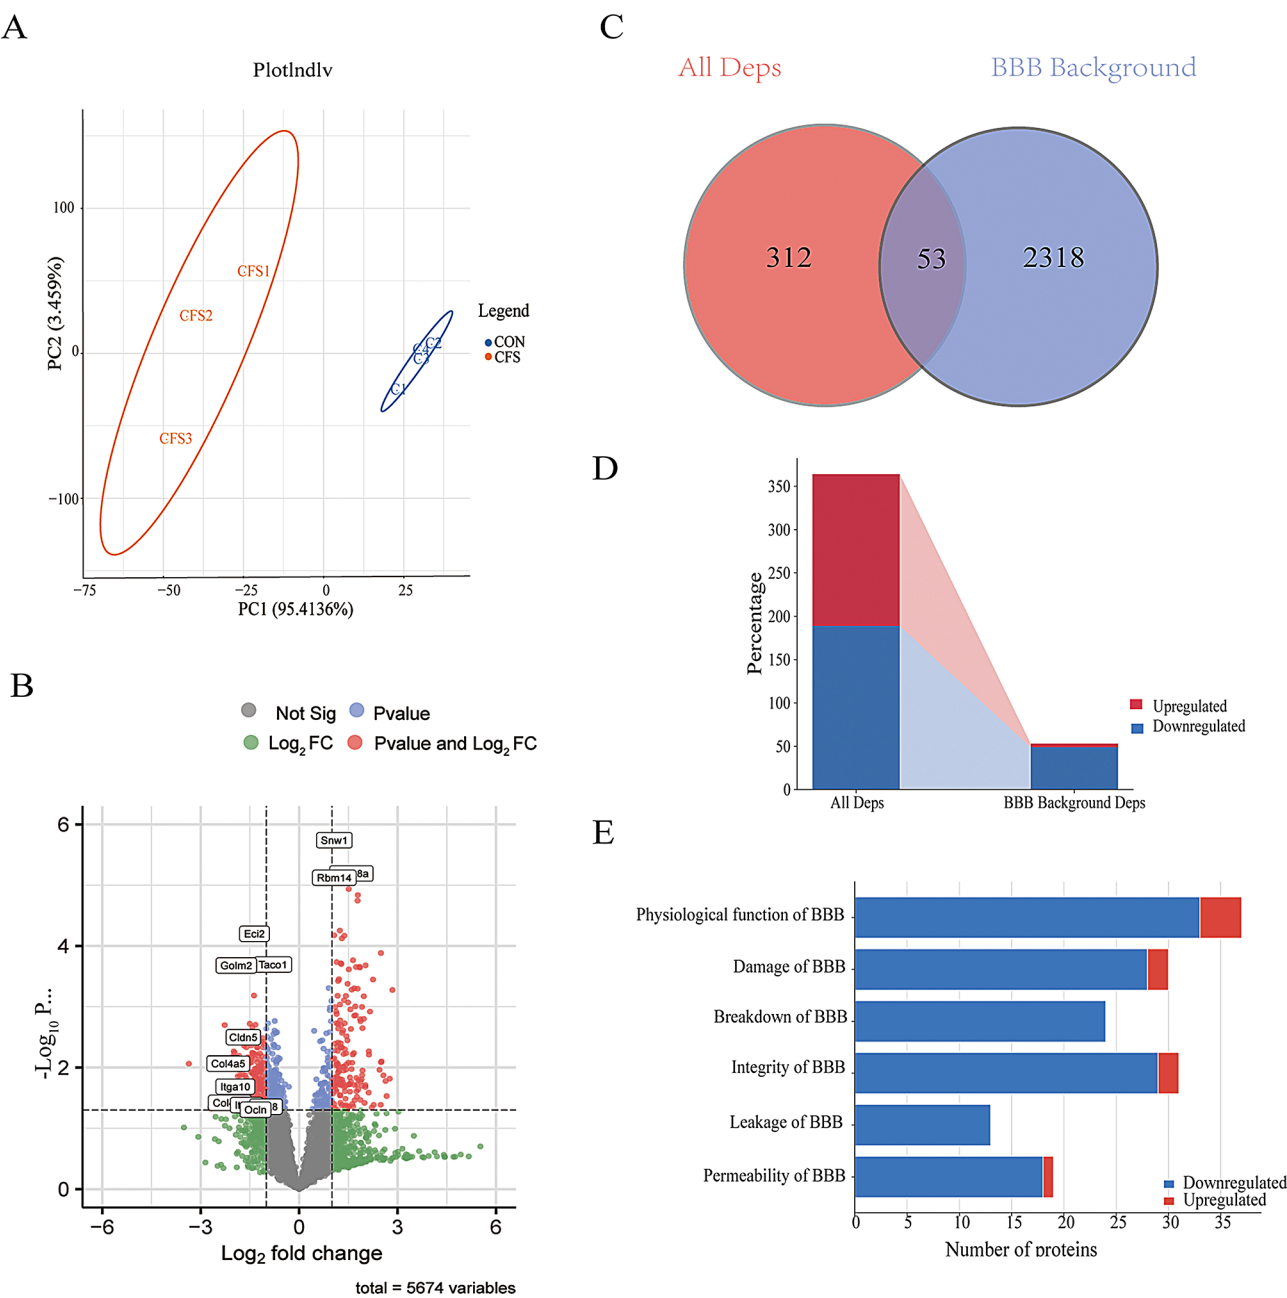 A
Plotlndlv
100
0
−100
PC2 (3.459%)
−75
−50
−25
0
25
PC1 (95.4136%)
Legend
CON
CFS
CFS1
CFS2
CFS3
C2
C3
C1
B
Not Sig
Pvalue
Log2 FC
Pvalue and Log2 FC
6
4
2
0
-Log10 P...
Snw1
Rbm14
8a
Eci2
Golm2
Taco1
Cldn5
Col4a5
Itga10
Col
Ocln
8
−6
−3
0
3
6
Log2 fold change
total = 5674 variables
C
All Deps
BBB Background
312
53
2318
D
350
300
250
200
150
100
50
0
Percentage
All Deps
BBB Background Deps
Upregulated
Downregulated
E
Physiological function of BBB
Damage of BBB
Breakdown of BBB
Integrity of BBB
Leakage of BBB
Permeability of BBB
Downregulated
Upregulated
0
5
10
15
20
25
30
35
Number of proteins